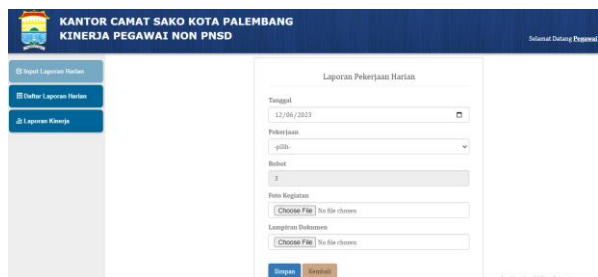 KANTOR CAMAT SAKO KOTA PALEMBANG
KINERJA PEGAWAI NON PNSD
Selamat Datang Pegawai
Input Laporan Harian
Daftar Laporan Harian
Laporan Kinerja
Laporan Pekerjaan Harian
Tanggal
12/06/2023
Pekerjaan
-pilih-
Bobot
3
Foto Kegiatan
Choose File No file chosen
Lampiran Dokumen
Choose File No file chosen
Simpan Kembali